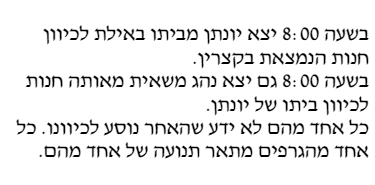 בשעה 8:00 יצא יונתן מביתו באילת לכיוון
חנות הנמצאת בקצרין.
בשעה 8:00 גם יצא נהג משאית מאותה חנות
לכיוון ביתו של יונתן.
כל אחד מהם לא ידע שהאחר נוסע לכיוונו. כל
אחד מהגרפים מתאר תנועה של אחד מהם.